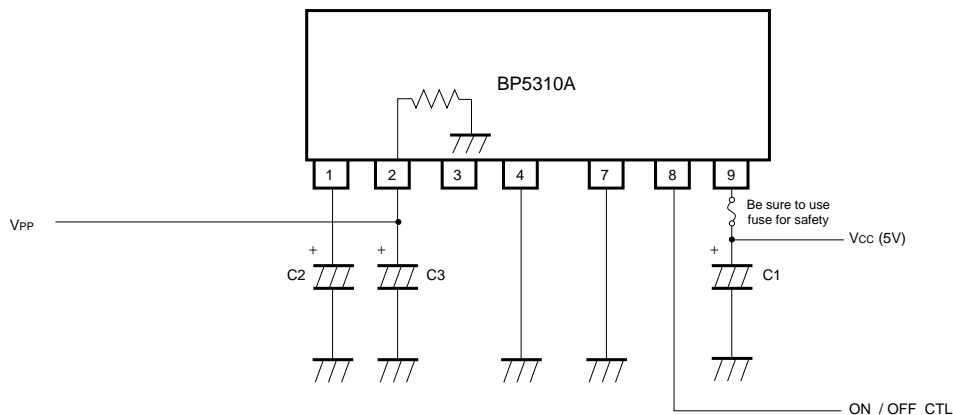 BP5310A
1 2 3 4 7 8 9
Be sure to use
fuse for safety
VPP
VCC (5V)
+ + +
C2 C3 C1
ON / OFF CTL